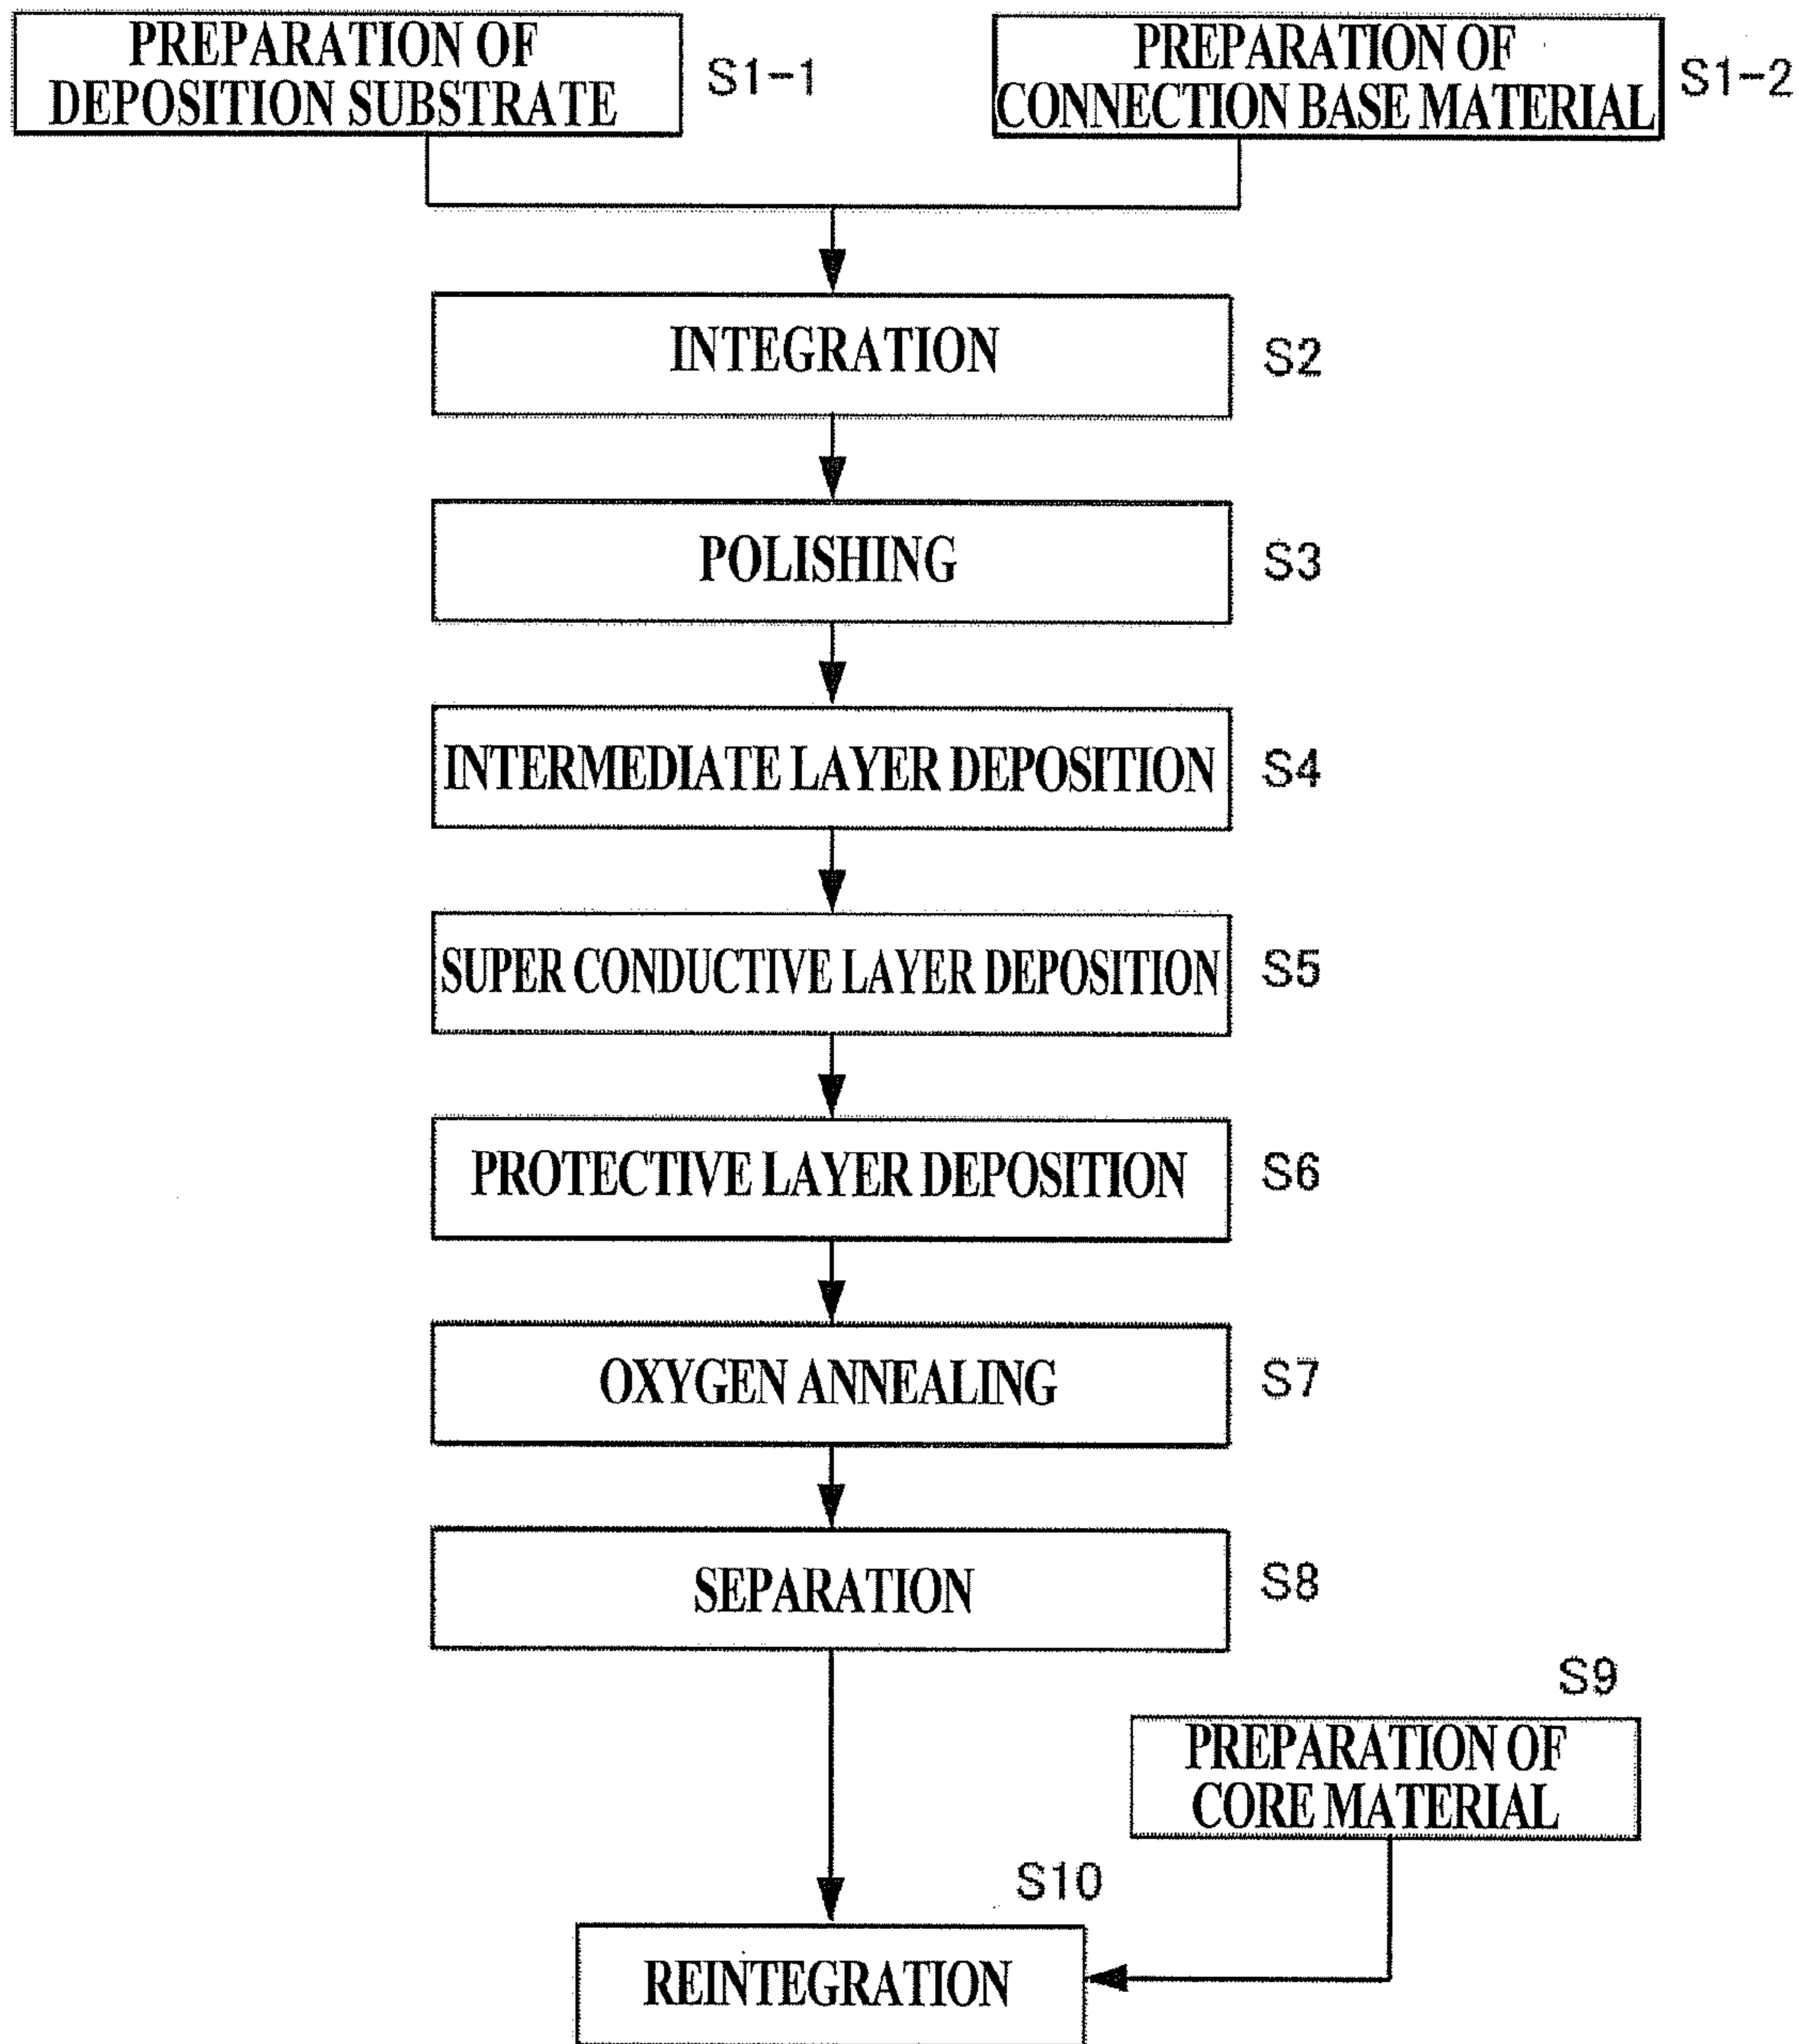 PREPARATION OF
DEPOSITION SUBSTRATE
S1-1
PREPARATION OF
CONNECTION BASE MATERIAL
S1-2
INTEGRATION
S2
POLISHING
S3
INTERMEDIATE LAYER DEPOSITION
S4
SUPER CONDUCTIVE LAYER DEPOSITION
S5
PROTECTIVE LAYER DEPOSITION
S6
OXYGEN ANNEALING
S7
SEPARATION
S8
S9
PREPARATION OF
CORE MATERIAL
S10
REINTEGRATION